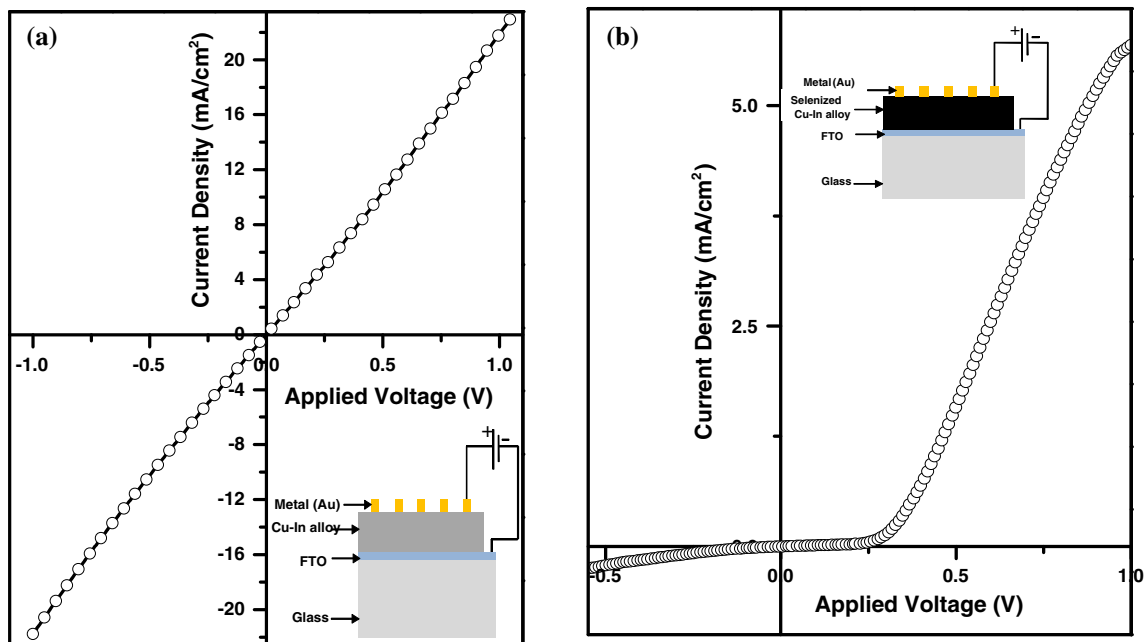 (a)
Current Density (mA/cm²)
20
16
12
8
4
0
-4
-8
-12
-16
-20
-1.0
-0.5
0.0
0.5
1.0
Applied Voltage (V)
+
-
Metal (Au)
Cu-In alloy
FTO
Glass
(b)
Current Density (mA/cm²)
5.0
2.5
-0.5
0.0
0.5
1.0
Applied Voltage (V)
+
-
Metal (Au)
Selenized
Cu-In alloy
FTO
Glass